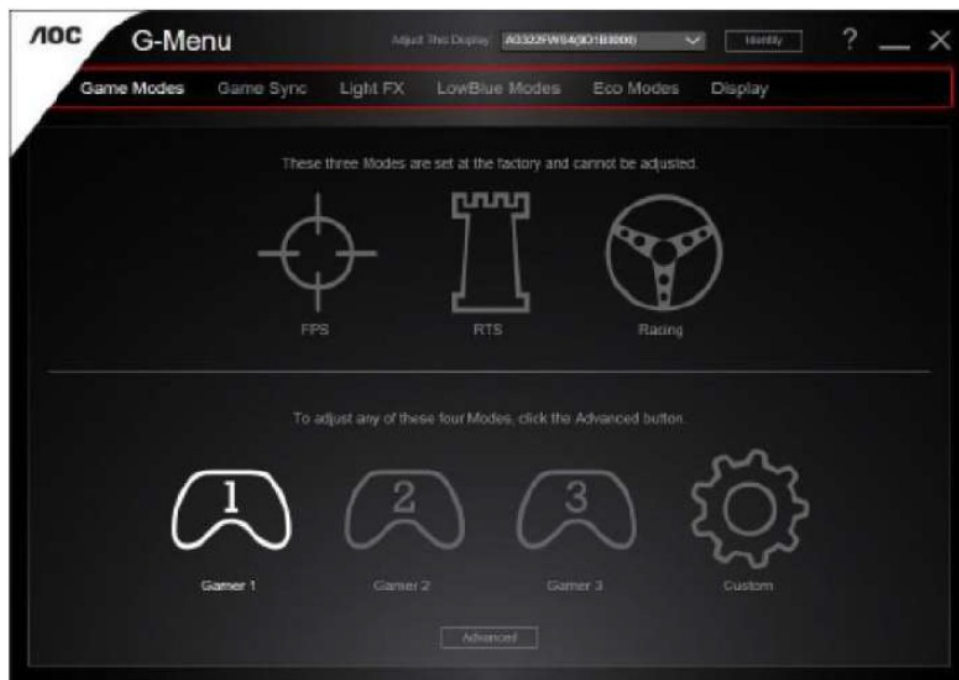 AOC G-Menu Adjust This Display Identify ?
Game Modes Game Sync Light FX LowBlue Modes Eco Modes Display
These three Modes are set at the factory and cannot be adjusted.
FPS RTS Racing
To adjust any of these four Modes, click the Advanced button.
1 2 3
Gamer 1 Gamer 2 Gamer 3 Custom
Advanced